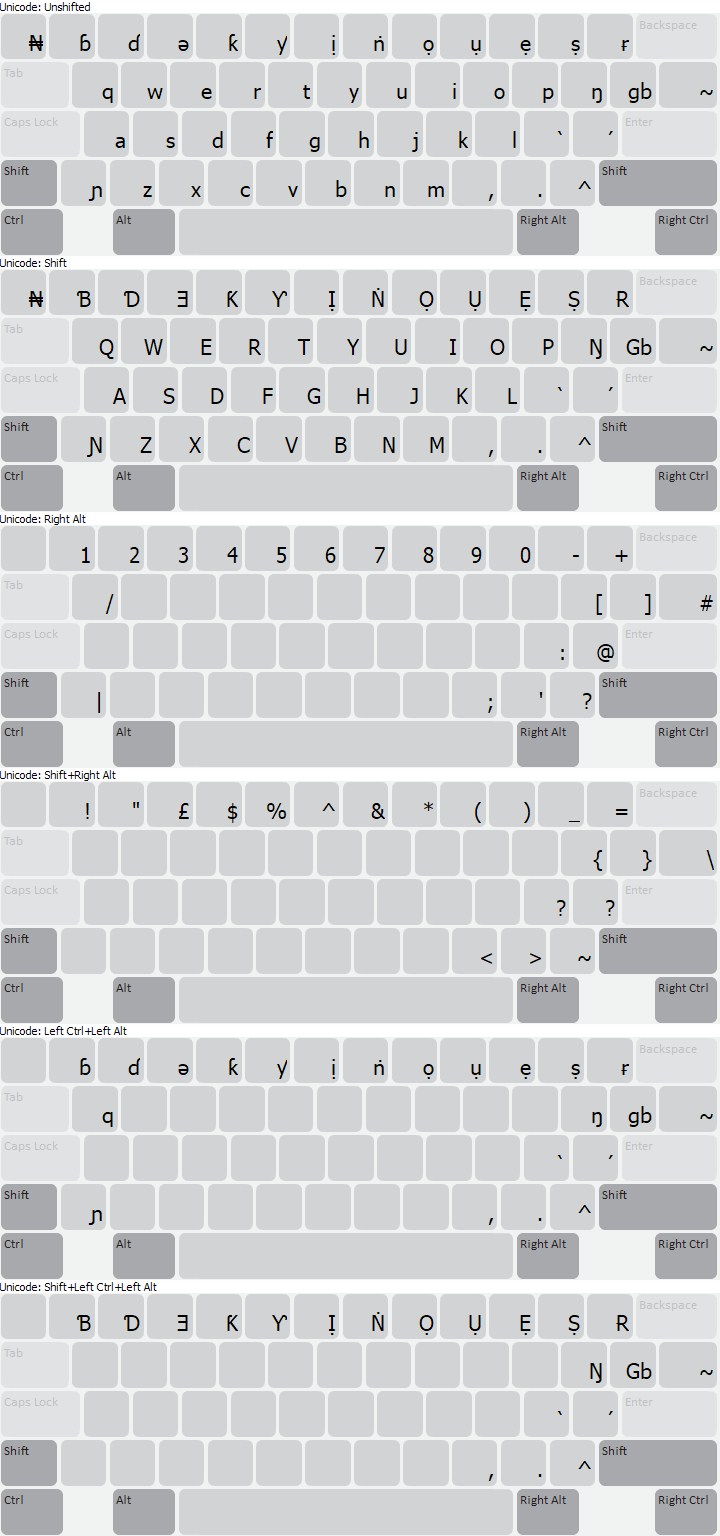 Unicode: Unshifted
₦ ɓ ɗ ə ƙ ƴ ị ṅ ọ ụ ẹ ṣ ɍ Backspace
Tab q w e r t y u i o p ŋ gb ~
Caps Lock a s d f g h j k l ` ´ Enter
Shift ɲ z x c v b n m , . ^ Shift
Ctrl Alt Right Alt Right Ctrl
Unicode: Shift
₦ Ɓ Ɗ Ǝ Ƙ Ƴ Ị Ṅ Ọ Ụ Ẹ Ṣ R Backspace
Tab Q W E R T Y U I O P Ŋ Gb ~
Caps Lock A S D F G H J K L ` ´ Enter
Shift Ɲ Z X C V B N M , . ^ Shift
Ctrl Alt Right Alt Right Ctrl
Unicode: Right Alt
1 2 3 4 5 6 7 8 9 0 - + Backspace
Tab / [ ] #
Caps Lock : @ Enter
Shift | ; ' ? Shift
Ctrl Alt Right Alt Right Ctrl
Unicode: Shift+Right Alt
! " £ $ % ^ & * ( ) _ = Backspace
Tab { } \
Caps Lock ? ? Enter
Shift < > ~ Shift
Ctrl Alt Right Alt Right Ctrl
Unicode: Left Ctrl+Left Alt
ɓ ɗ ə ƙ ƴ ị ṅ ọ ụ ẹ ṣ ɍ Backspace
Tab q ŋ gb ~
Caps Lock ` ´ Enter
Shift ɲ , . ^ Shift
Ctrl Alt Right Alt Right Ctrl
Unicode: Shift+Left Ctrl+Left Alt
Ɓ Ɗ Ǝ Ƙ Ƴ Ị Ṅ Ọ Ụ Ẹ Ṣ R Backspace
Tab Ŋ Gb ~
Caps Lock ` ´ Enter
Shift , . ^ Shift
Ctrl Alt Right Alt Right Ctrl